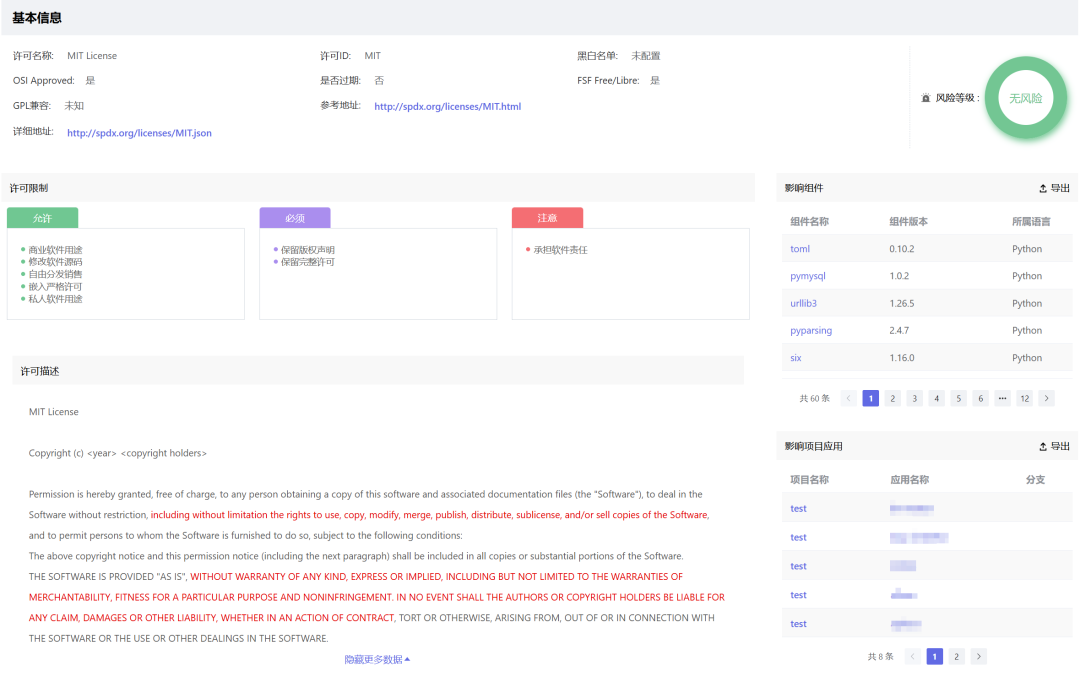 基本信息
许可名称: MIT License
许可ID: MIT
黑白名单: 未配置
OSI Approved: 是
是否过期: 否
FSF Free/Libre: 是
GPL兼容: 未知
参考地址: http://spdx.org/licenses/MIT.html
详细地址: http://spdx.org/licenses/MIT.json
风险等级 :
无风险
许可限制
允许
商业软件用途
修改软件源码
自由分发销售
嵌入严格许可
私人软件用途
必须
保留版权声明
保留完整许可
注意
承担软件责任
许可描述
MIT License
Copyright (c) <year> <copyright holders>
Permission is hereby granted, free of charge, to any person obtaining a copy of this software and associated documentation files (the "Software"), to deal in the
Software without restriction, including without limitation the rights to use, copy, modify, merge, publish, distribute, sublicense, and/or sell copies of the Software,
and to permit persons to whom the Software is furnished to do so, subject to the following conditions:
The above copyright notice and this permission notice (including the next paragraph) shall be included in all copies or substantial portions of the Software.
THE SOFTWARE IS PROVIDED "AS IS", WITHOUT WARRANTY OF ANY KIND, EXPRESS OR IMPLIED, INCLUDING BUT NOT LIMITED TO THE WARRANTIES OF
MERCHANTABILITY, FITNESS FOR A PARTICULAR PURPOSE AND NONINFRINGEMENT. IN NO EVENT SHALL THE AUTHORS OR COPYRIGHT HOLDERS BE LIABLE FOR
ANY CLAIM, DAMAGES OR OTHER LIABILITY, WHETHER IN AN ACTION OF CONTRACT, TORT OR OTHERWISE, ARISING FROM, OUT OF OR IN CONNECTION WITH
THE SOFTWARE OR THE USE OR OTHER DEALINGS IN THE SOFTWARE.
隐藏更多数据
影响组件 导出
组件名称 组件版本 所属语言
toml 0.10.2 Python
pymysql 1.0.2 Python
urllib3 1.26.5 Python
pyparsing 2.4.7 Python
six 1.16.0 Python
共 60 条 < 1 2 3 4 5 6 ••• 12 >
影响项目应用 导出
项目名称 应用名称 分支
test
test
test
test
test
共 8 条 < 1 2 >